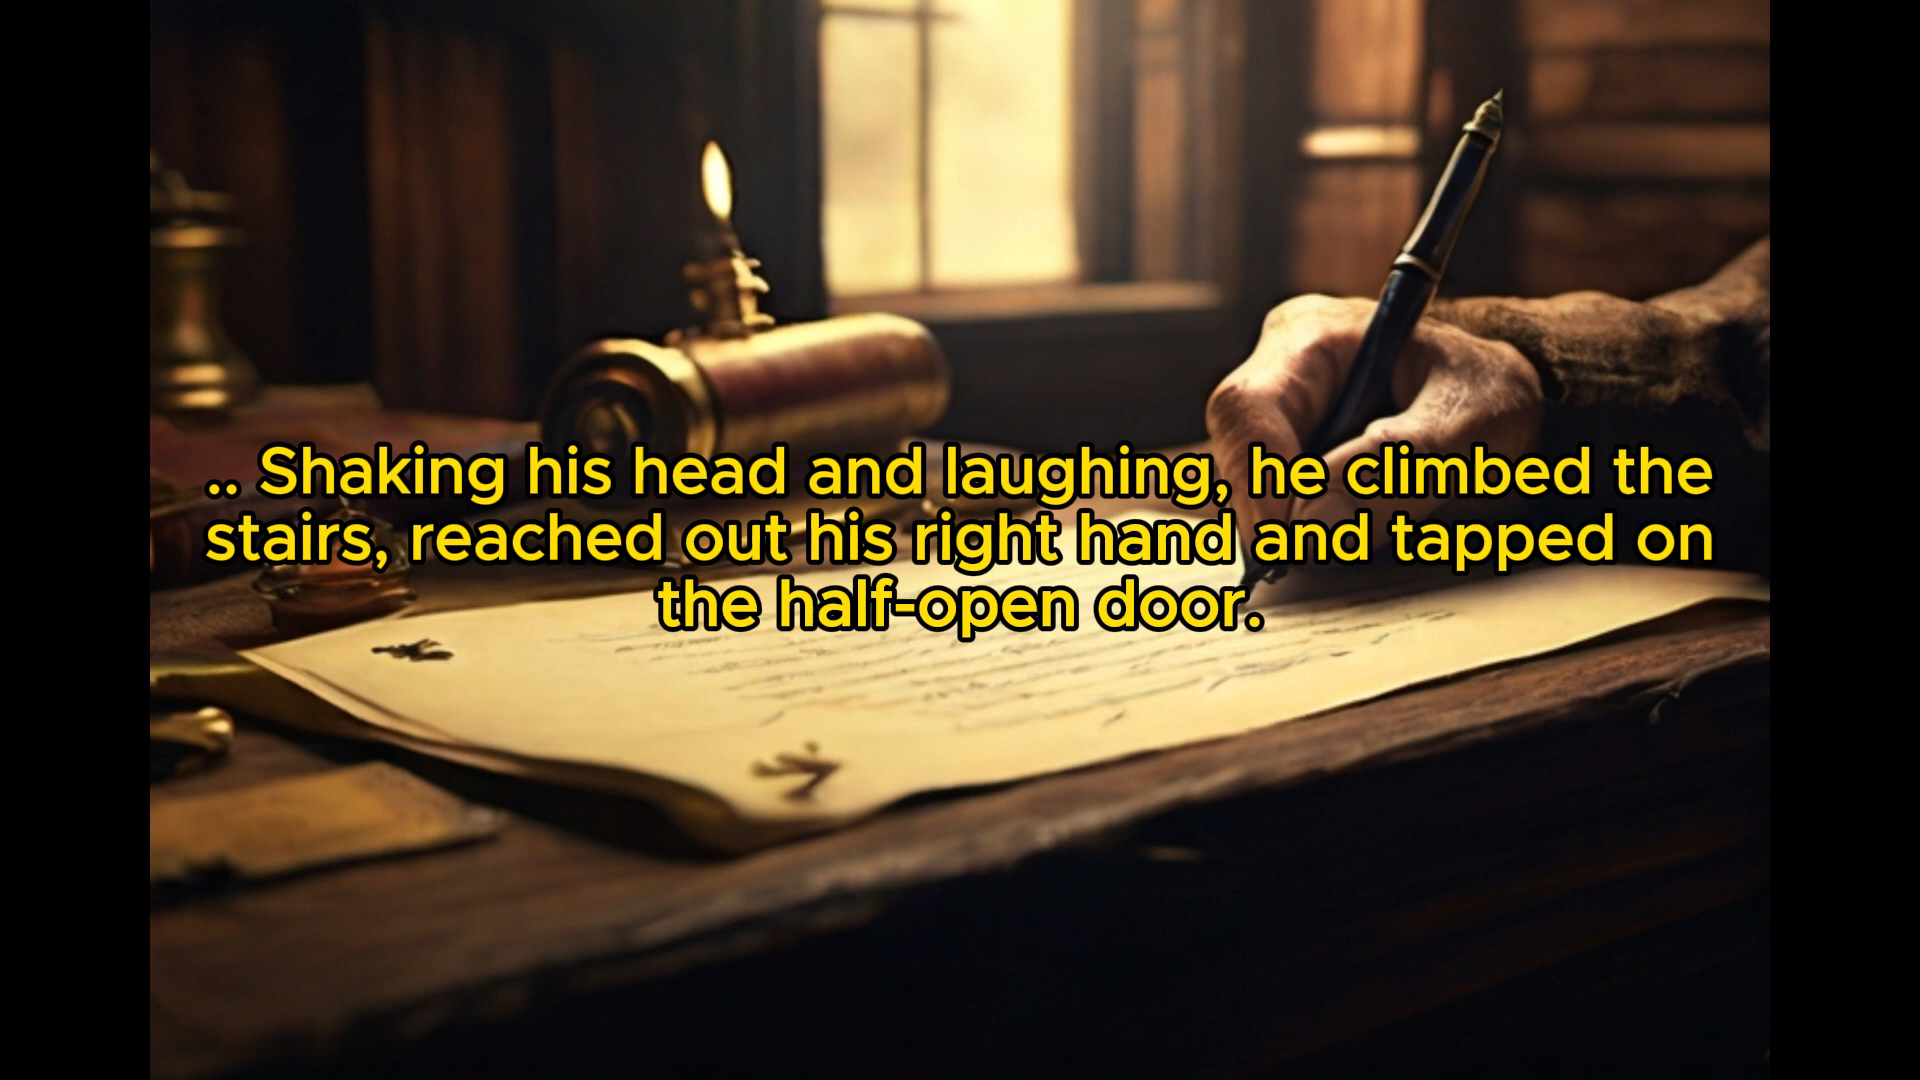 .. Shaking his head and laughing, he climbed the
stairs, reached out his right hand and tapped on
the half-open door.